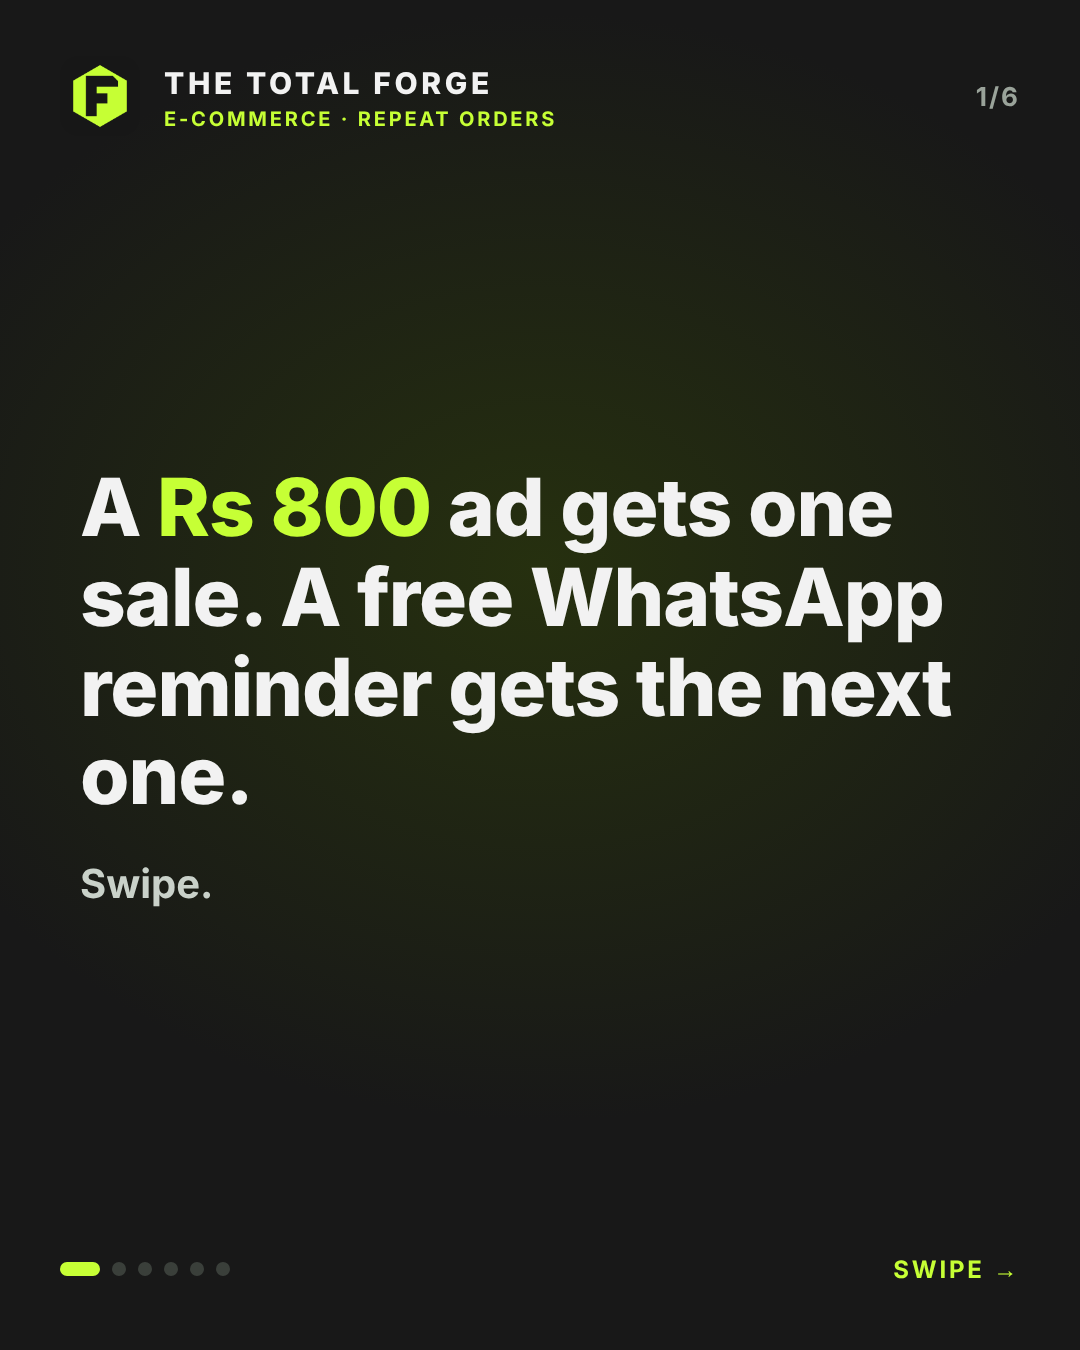 THE TOTAL FORGE
E-COMMERCE · REPEAT ORDERS
1/6
A Rs 800 ad gets one
sale. A free WhatsApp
reminder gets the next
one.
Swipe.
SWIPE →